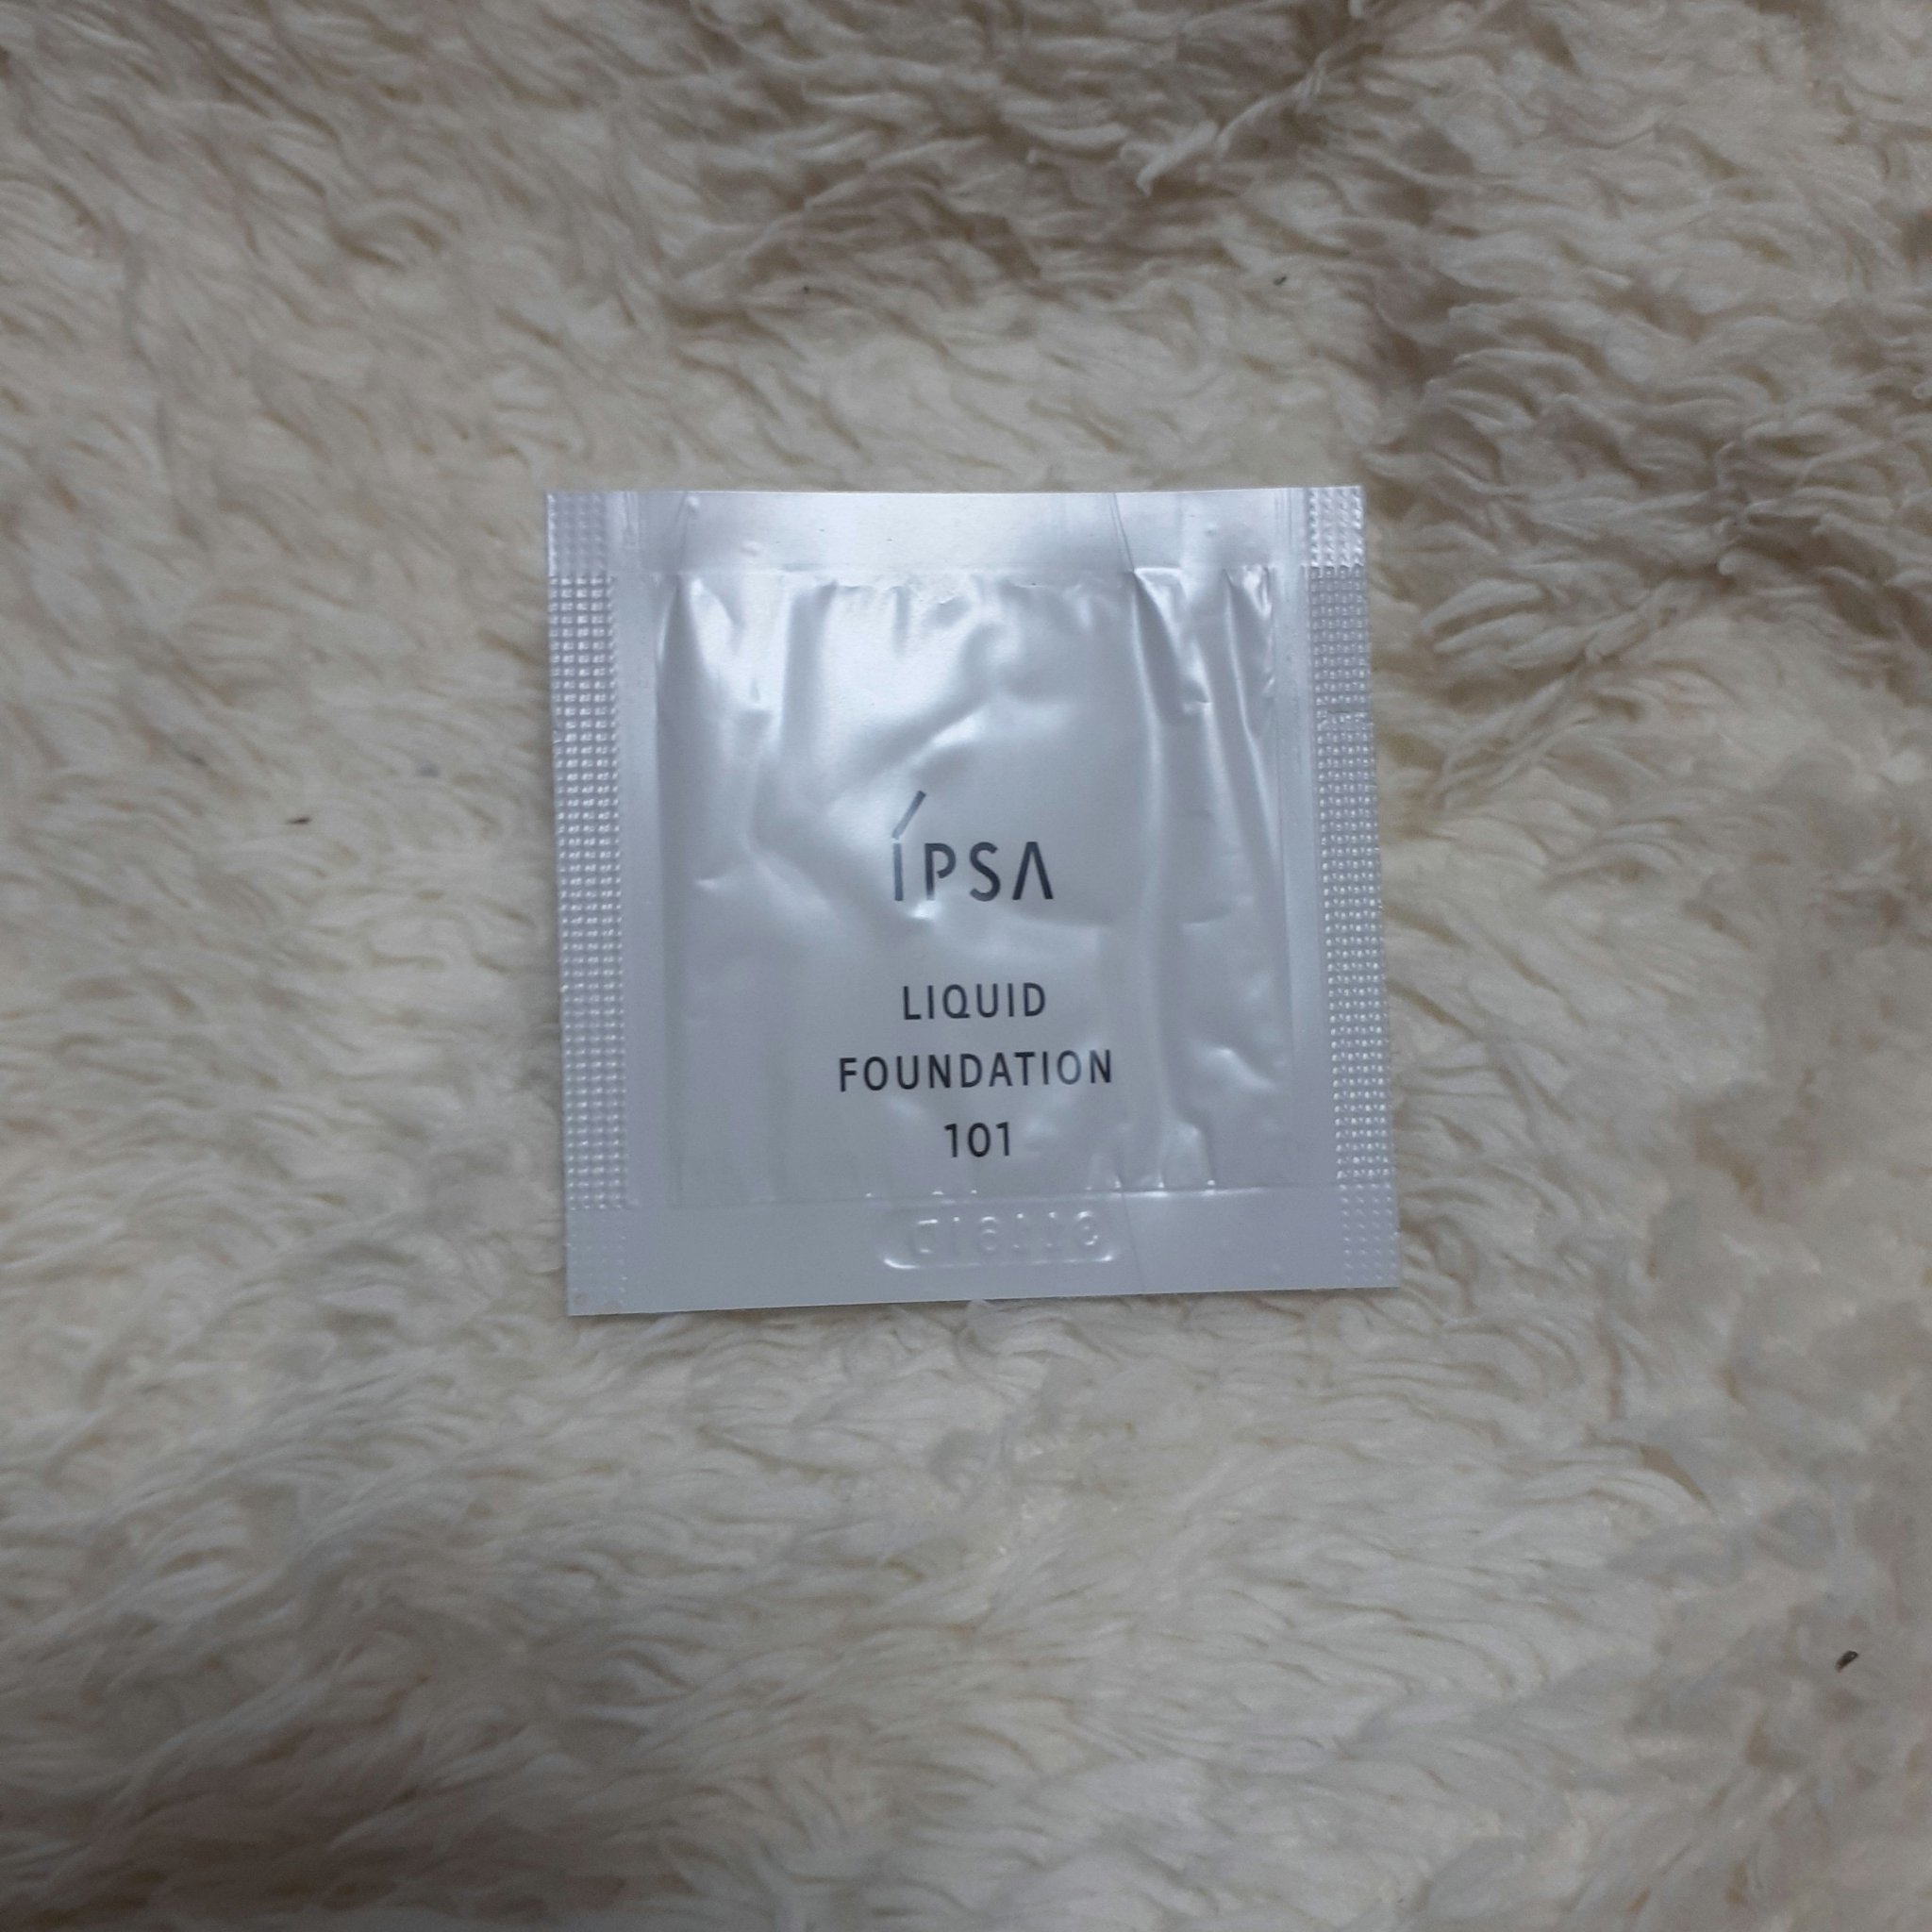 ÍPSA
LIQUID
FOUNDATION
101